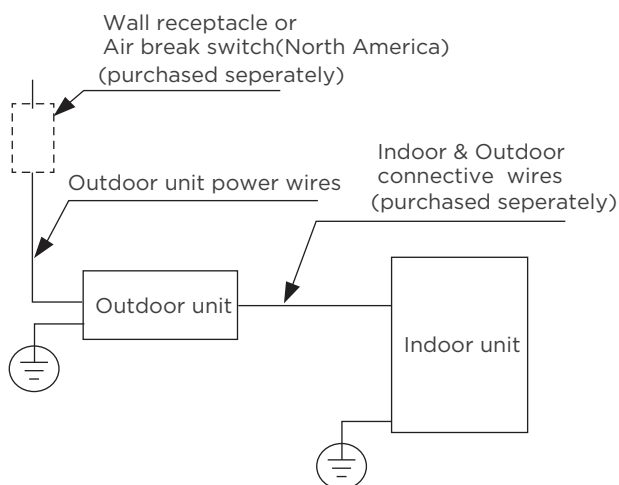 Wall receptacle or
Air break switch(North America)
(purchased seperately)
Outdoor unit power wires
Indoor & Outdoor
connective wires
(purchased seperately)
Outdoor unit
Indoor unit